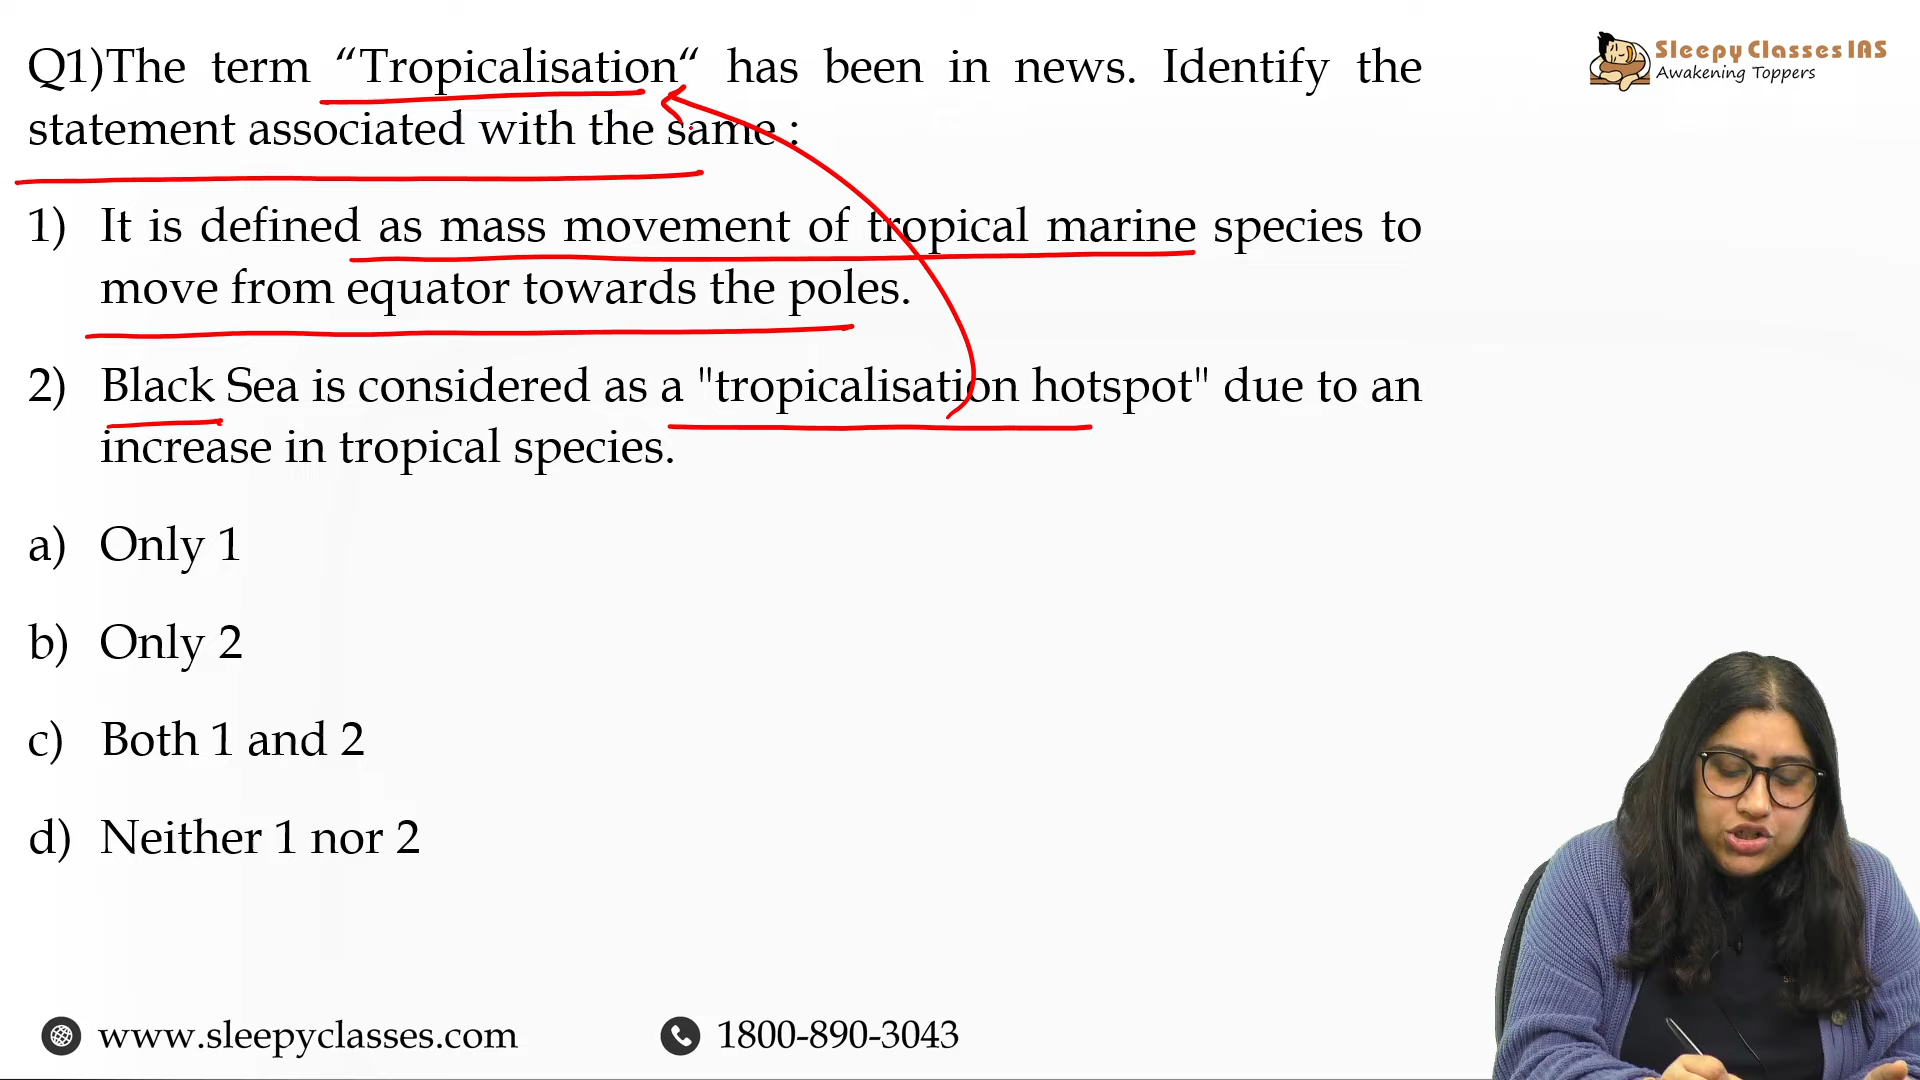 Q1)The term “Tropicalisation“ has been in news. Identify the
statement associated with the same :
1) It is defined as mass movement of tropical marine species to
move from equator towards the poles.
2) Black Sea is considered as a "tropicalisation hotspot" due to an
increase in tropical species.
a) Only 1
b) Only 2
c) Both 1 and 2
d) Neither 1 nor 2
Sleepy Classes IAS
Awakening Toppers
www.sleepyclasses.com
1800-890-3043